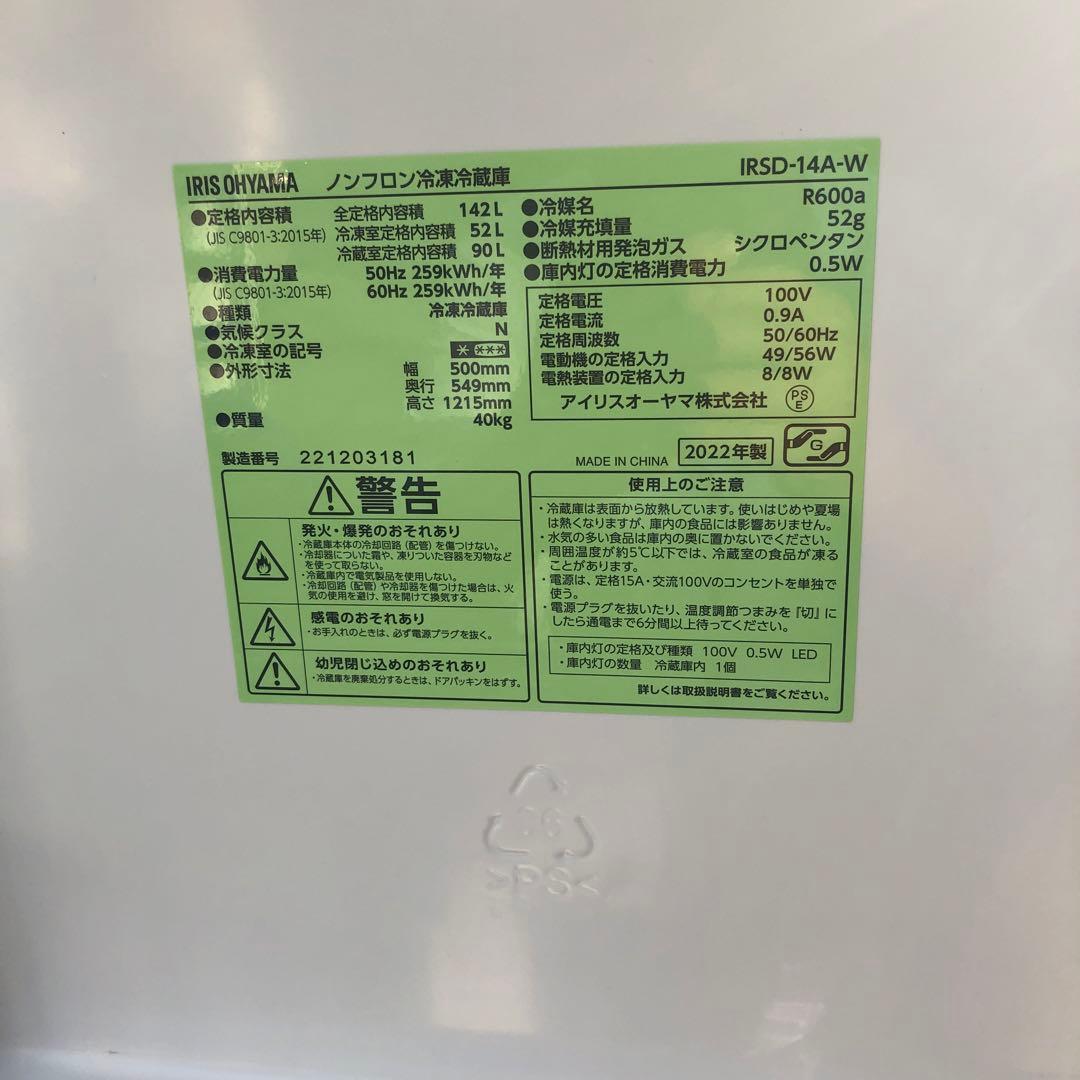 IRIS OHYAMA ノンフロン冷凍冷蔵庫 IRSD-14A-W
●定格内容積 全定格内容積 142L
(JIS C9801-3:2015年) 冷凍室定格内容積 52L
冷蔵室定格内容積 90L
●消費電力量 50Hz 259kWh/年
(JIS C9801-3:2015年) 60Hz 259kWh/年
●種類 冷凍冷蔵庫
●気候クラス N
●冷凍室の記号 * ***
●外形寸法 幅 500mm
奥行 549mm
高さ 1215mm
●質量 40kg
●冷媒名 R600a
●冷媒充填量 52g
●断熱材用発泡ガス シクロペンタン
●庫内灯の定格消費電力 0.5W
定格電圧 100V
定格電流 0.9A
定格周波数 50/60Hz
電動機の定格入力 49/56W
電熱装置の定格入力 8/8W
アイリスオーヤマ株式会社 PSE
製造番号 221203181
MADE IN CHINA 2022年製 G
警告
発火・爆発のおそれあり
・冷蔵庫本体の冷却回路(配管)を傷つけない。
・冷却器についた霜や、凍りついた容器を刃物など
を使って取らない。
・冷蔵庫内で電気製品を使用しない。
・冷却回路(配管)や冷却器を傷つけた場合は、火
気の使用を避け、窓を開けて換気する。
感電のおそれあり
・お手入れのときは、必ず電源プラグを抜く。
幼児閉じ込めのおそれあり
・冷蔵庫を廃棄処分するときは、ドアパッキンをはずす。
使用上のご注意
・冷蔵庫は表面から放熱しています。使いはじめや夏場
は熱くなりますが、庫内の食品には影響ありません。
・水気の多い食品は庫内の奥に置かないでください。
・周囲温度が約5℃以下では、冷蔵室の食品が凍る
ことがあります。
・電源は、定格15A・交流100Vのコンセントを単独で
使う。
・電源プラグを抜いたり、温度調節つまみを『切』に
したら通電まで6分間以上待ってください。
・庫内灯の定格及び種類 100V 0.5W LED
・庫内灯の数量 冷蔵庫内 1個
詳しくは取扱説明書をご覧ください。
06
>PS<